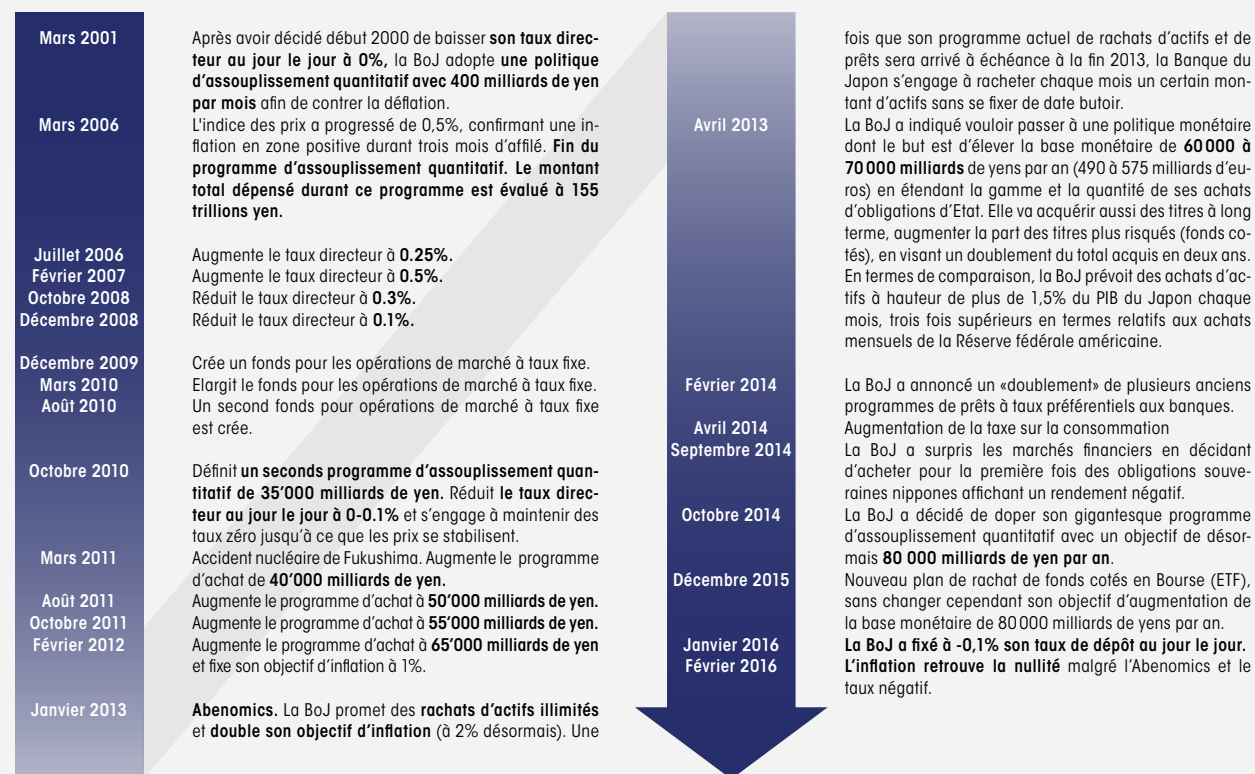 Mars 2001
Après avoir décidé début 2000 de baisser son taux direc-
teur au jour le jour à 0%, la BoJ adopte une politique
d'assouplissement quantitatif avec 400 milliards de yen
par mois afin de contrer la déflation.
Mars 2006
L'indice des prix a progressé de 0,5%, confirmant une in-
flation en zone positive durant trois mois d'affilé. Fin du
programme d'assouplissement quantitatif. Le montant
total dépensé durant ce programme est évalué à 155
trillions yen.
Juillet 2006
Augmente le taux directeur à 0.25%.
Février 2007
Augmente le taux directeur à 0.5%.
Octobre 2008
Réduit le taux directeur à 0.3%.
Décembre 2008
Réduit le taux directeur à 0.1%.
Décembre 2009
Crée un fonds pour les opérations de marché à taux fixe.
Mars 2010
Elargit le fonds pour les opérations de marché à taux fixe.
Août 2010
Un second fonds pour opérations de marché à taux fixe
est crée.
Octobre 2010
Définit un seconds programme d'assouplissement quan-
titatif de 35’000 milliards de yen. Réduit le taux direc-
teur au jour le jour à 0-0.1% et s'engage à maintenir des
taux zéro jusqu'à ce que les prix se stabilisent.
Mars 2011
Accident nucléaire de Fukushima. Augmente le programme
d'achat de 40’000 milliards de yen.
Août 2011
Augmente le programme d'achat à 50’000 milliards de yen.
Octobre 2011
Augmente le programme d'achat à 55’000 milliards de yen.
Février 2012
Augmente le programme d'achat à 65’000 milliards de yen
et fixe son objectif d'inflation à 1%.
Janvier 2013
Abenomics. La BoJ promet des rachats d'actifs illimités
et double son objectif d'inflation (à 2% désormais). Une
fois que son programme actuel de rachats d'actifs et de
prêts sera arrivé à échéance à la fin 2013, la Banque du
Japon s'engage à racheter chaque mois un certain mon-
tant d'actifs sans se fixer de date butoir.
Avril 2013
La BoJ a indiqué vouloir passer à une politique monétaire
dont le but est d'élever la base monétaire de 60 000 à
70 000 milliards de yens par an (490 à 575 milliards d'eu-
ros) en étendant la gamme et la quantité de ses achats
d'obligations d'Etat. Elle va acquérir aussi des titres à long
terme, augmenter la part des titres plus risqués (fonds co-
tés), en visant un doublement du total acquis en deux ans.
En termes de comparaison, la BoJ prévoit des achats d'ac-
tifs à hauteur de plus de 1,5% du PIB du Japon chaque
mois, trois fois supérieurs en termes relatifs aux achats
mensuels de la Réserve fédérale américaine.
Février 2014
La BoJ a annoncé un «doublement» de plusieurs anciens
programmes de prêts à taux préférentiels aux banques.
Avril 2014
Augmentation de la taxe sur la consommation
Septembre 2014
La BoJ a surpris les marchés financiers en décidant
d'acheter pour la première fois des obligations souve-
raines nippones affichant un rendement négatif.
Octobre 2014
La BoJ a décidé de doper son gigantesque programme
d'assouplissement quantitatif avec un objectif de désor-
mais 80 000 milliards de yen par an.
Décembre 2015
Nouveau plan de rachat de fonds cotés en Bourse (ETF),
sans changer cependant son objectif d'augmentation de
la base monétaire de 80 000 milliards de yens par an.
Janvier 2016
La BoJ a fixé à -0,1% son taux de dépôt au jour le jour.
Février 2016
L'inflation retrouve la nullité malgré l'Abenomics et le
taux négatif.